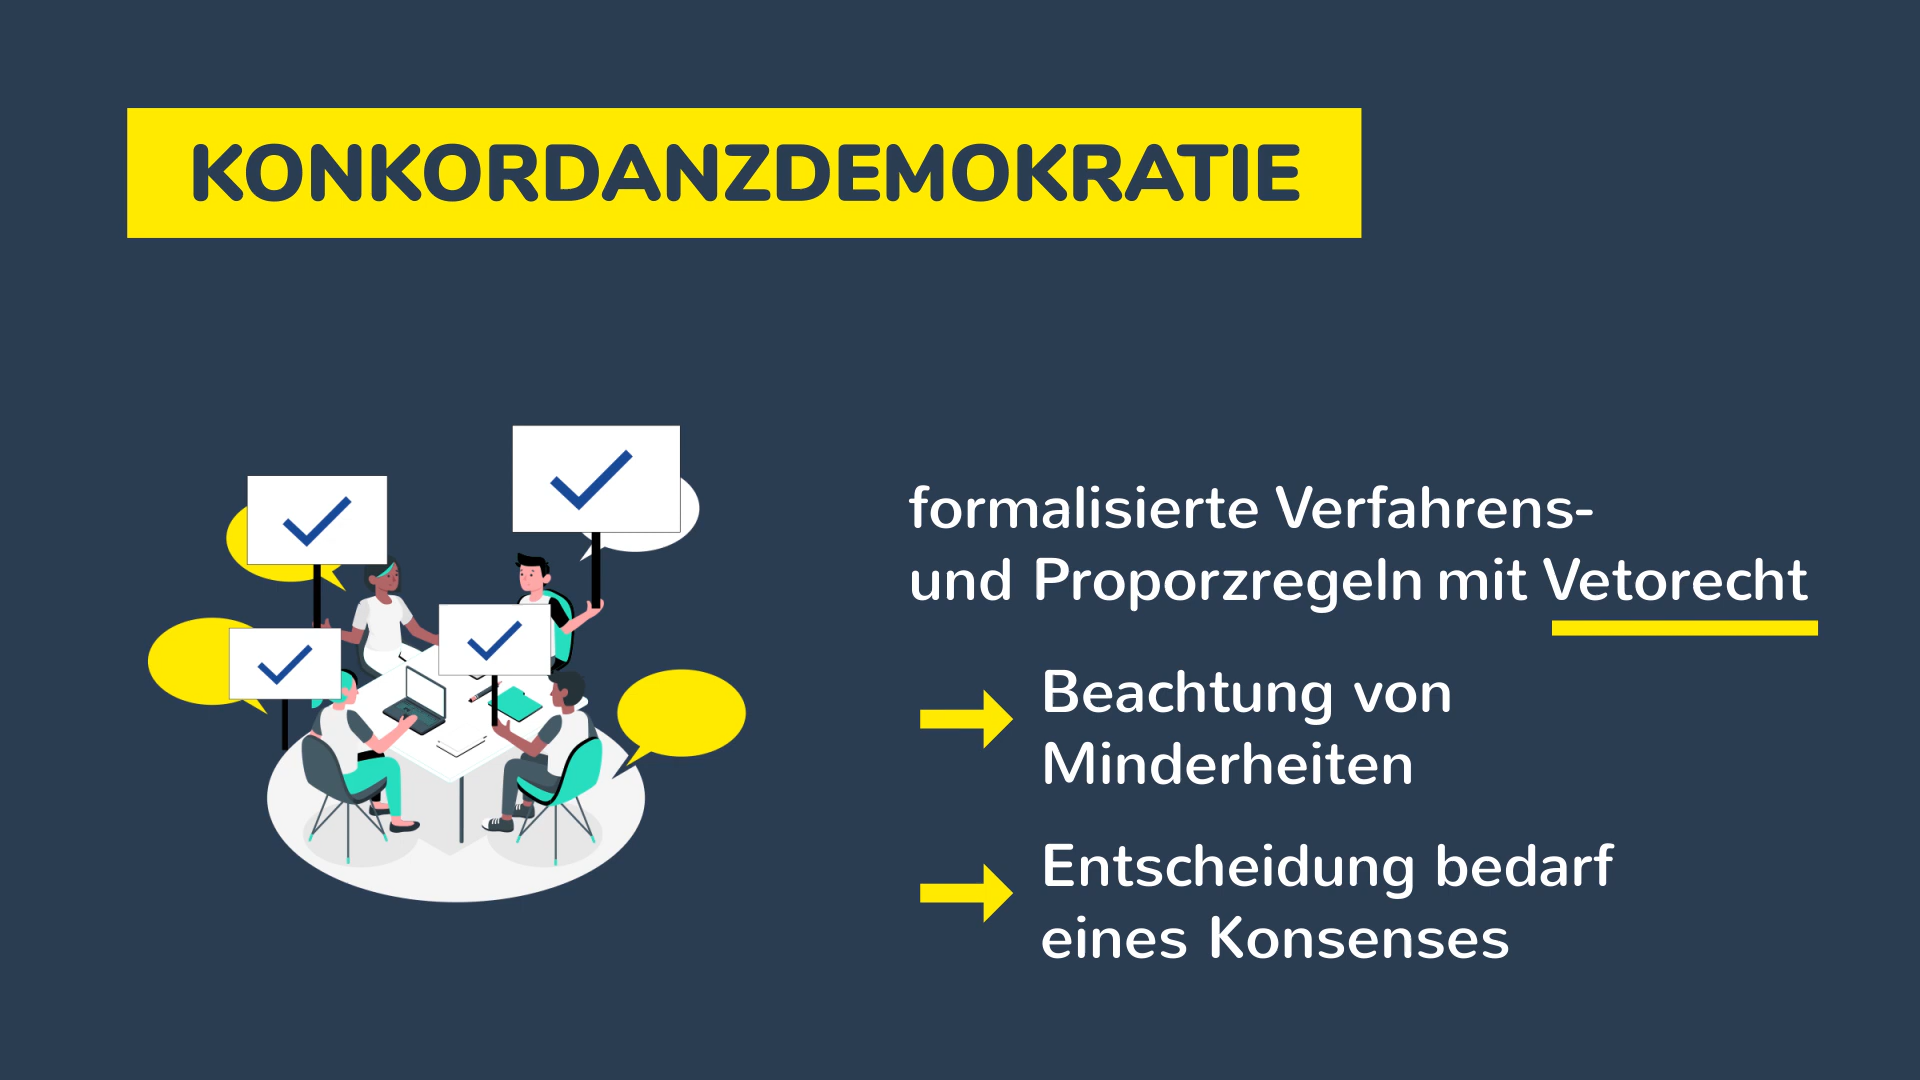 KONKORDANZDEMOKRATIE
formalisierte Verfahrens-
und Proporzregeln mit Vetorecht
Beachtung von
Minderheiten
Entscheidung bedarf
eines Konsenses